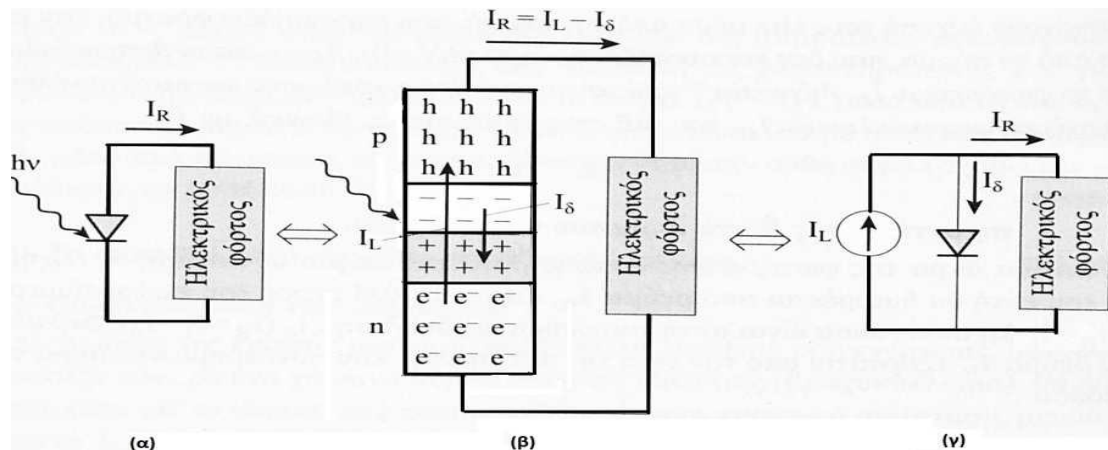 I_R = I_L − I_δ
I_R
hν
Ηλεκτρικός
φόρτος
(α)
p
h h h
h h h
h h h
− − −
− − −
+ + +
+ + +
e⁻ e⁻ e⁻
n e⁻ e⁻ e⁻
e⁻ e⁻ e⁻
I_L
I_δ
Ηλεκτρικός
φόρτος
(β)
I_R
I_δ
I_L
Ηλεκτρικός
φόρτος
(γ)